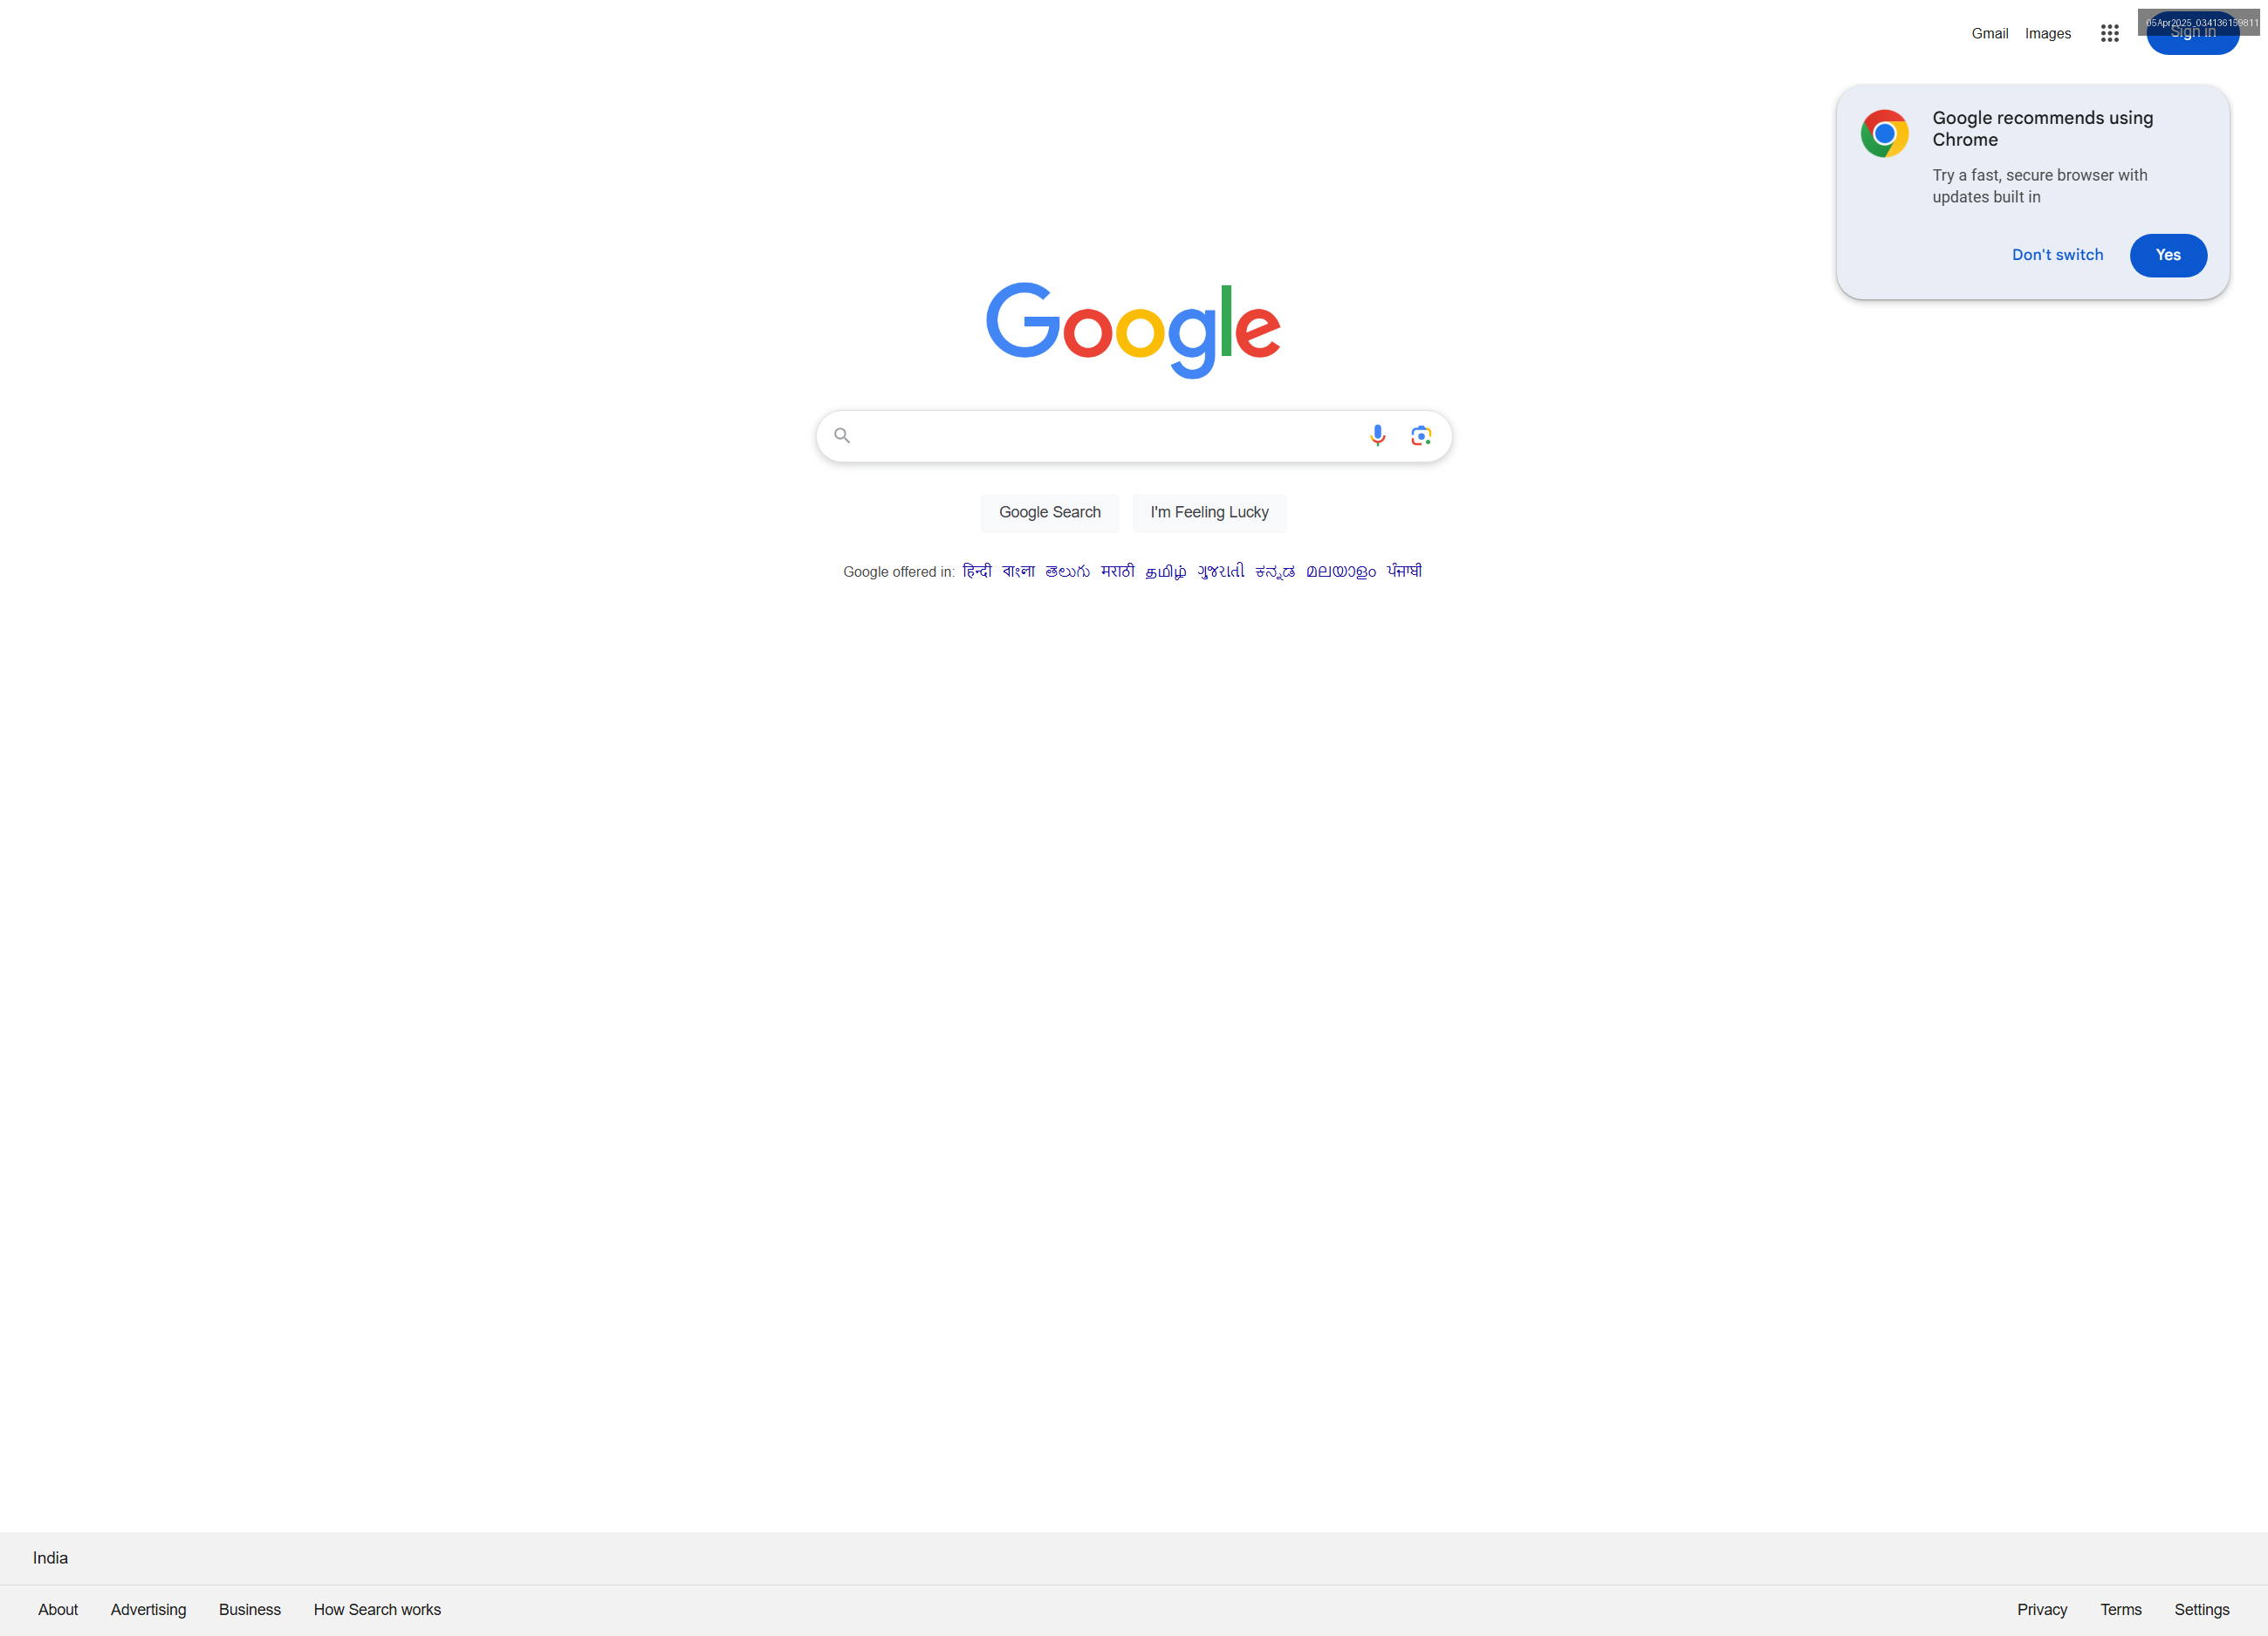 Gmail Images
05Apr2025_034136159811
Sign in
Google recommends using
Chrome
Try a fast, secure browser with
updates built in
Don't switch Yes
Google
Google Search I'm Feeling Lucky
Google offered in: हिन्दी বাংলা తెలుగు मराठी தமிழ் ગુજરાતી ಕನ್ನಡ മലയാളം ਪੰਜਾਬੀ
India
About Advertising Business How Search works Privacy Terms Settings